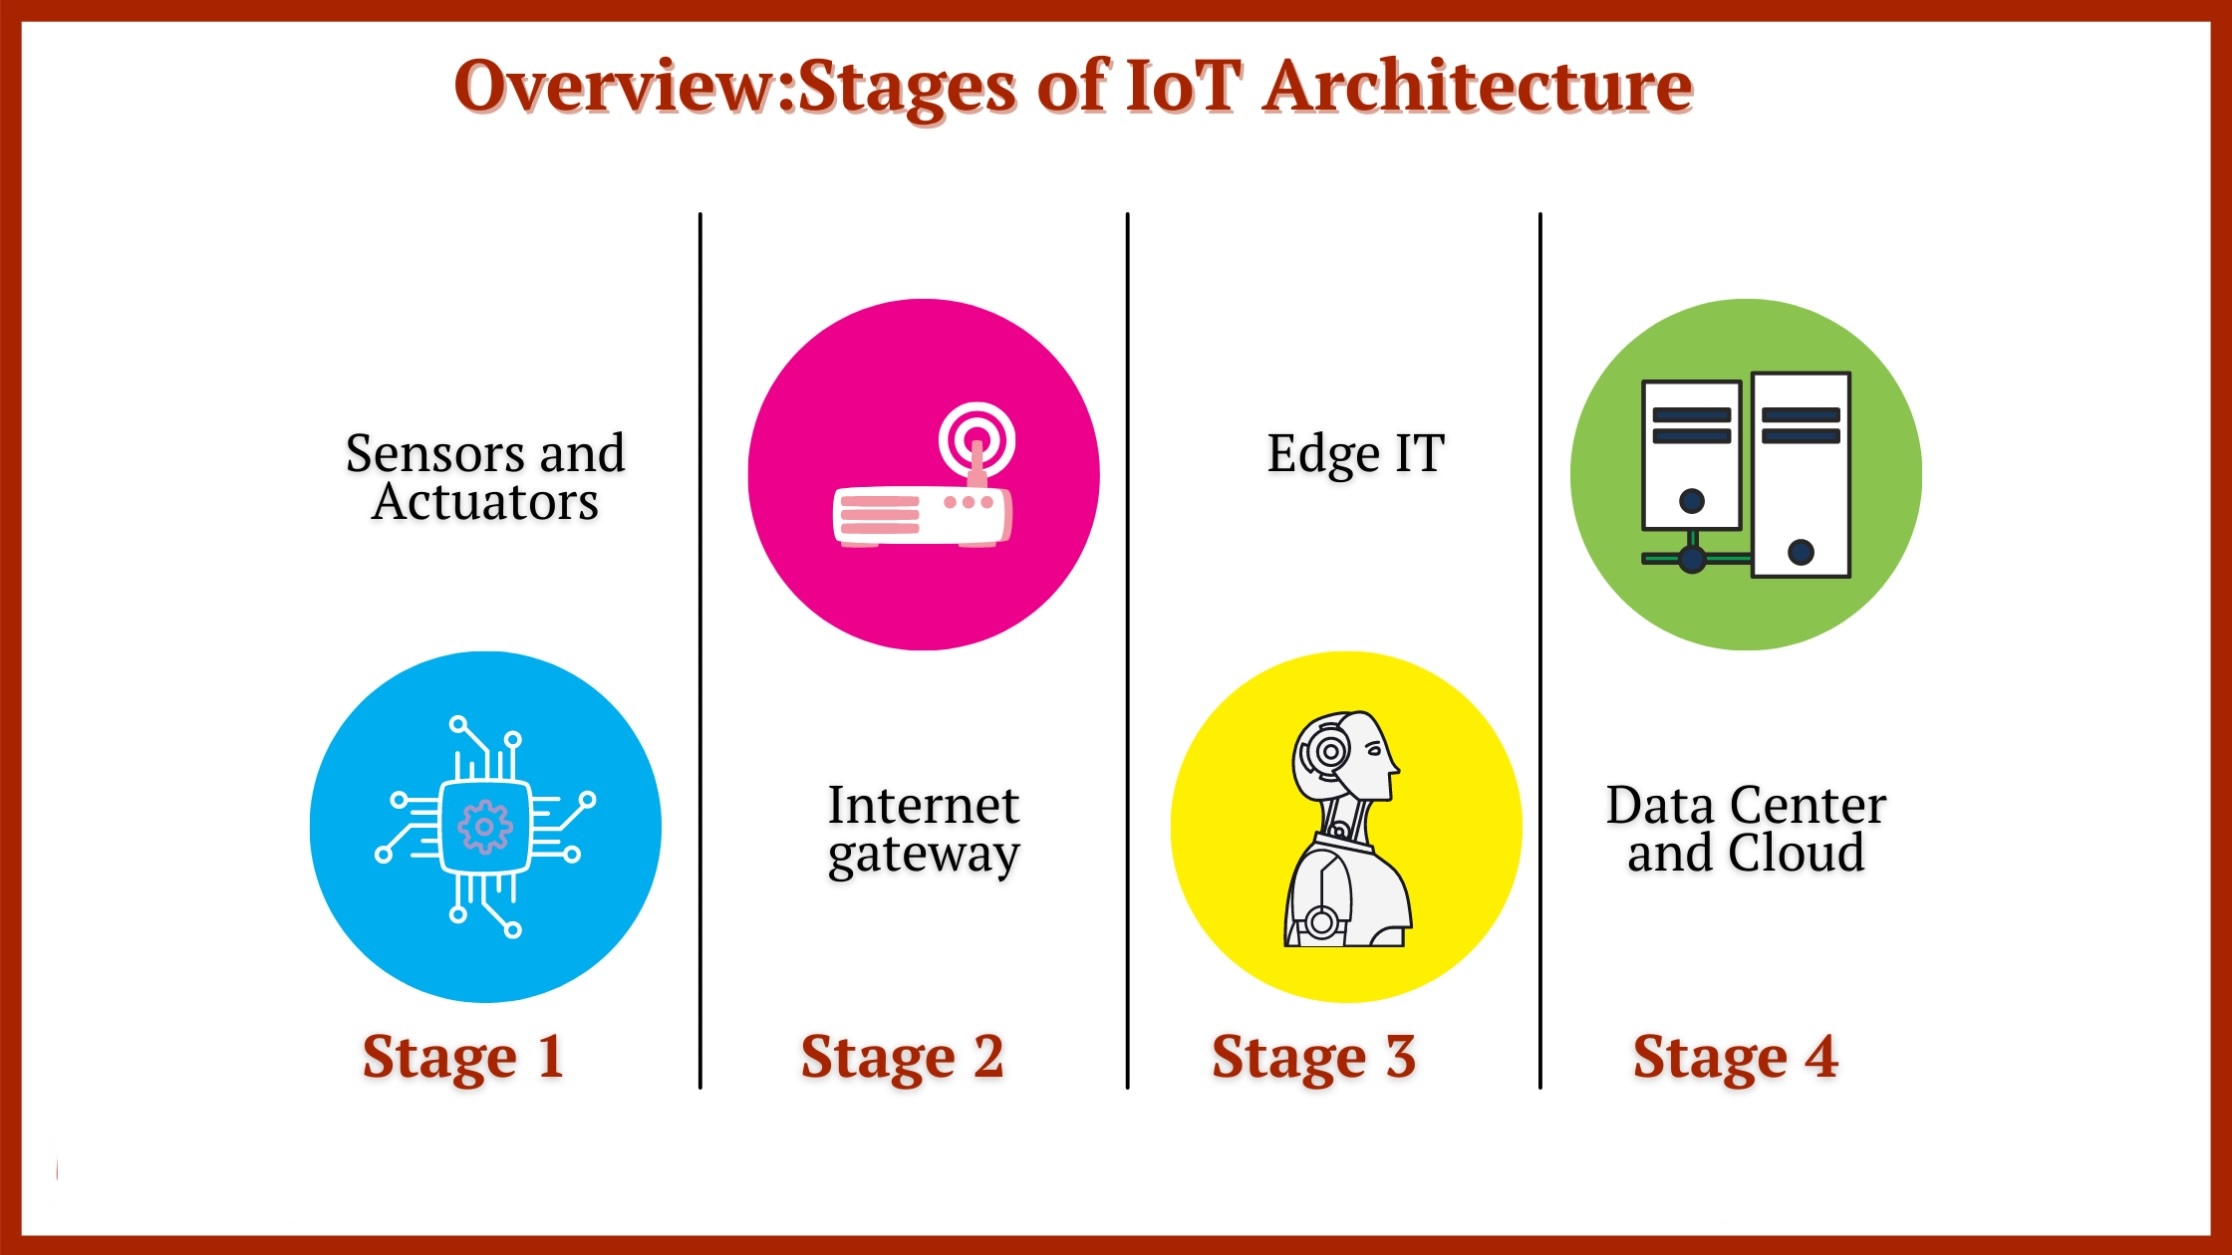 Overview:Stages of IoT Architecture
Sensors and
Actuators
Stage 1
Internet
gateway
Stage 2
Edge IT
Stage 3
Data Center
and Cloud
Stage 4